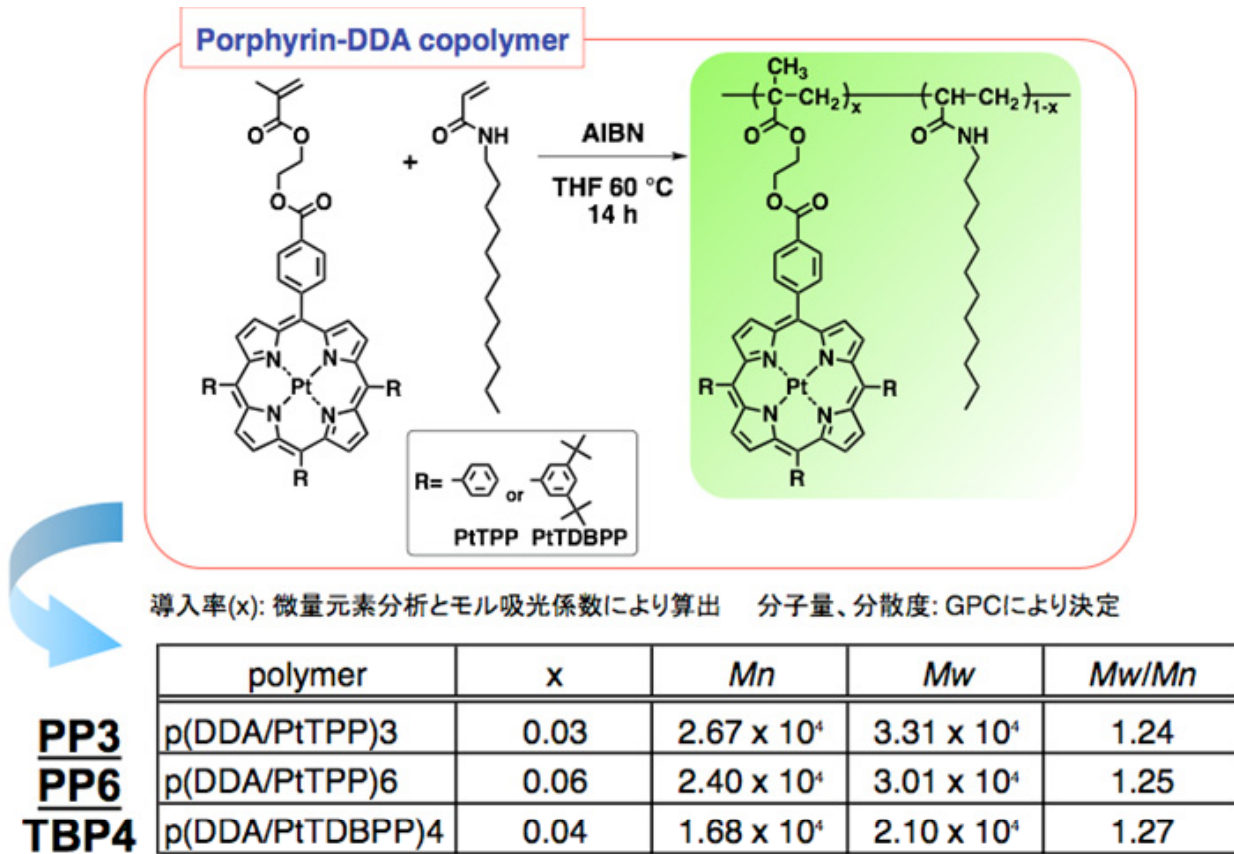 Porphyrin-DDA copolymer
O
O
O
O
+
O
NH
AIBN
THF 60 °C
14 h
CH₃
(C-CH₂)x
(CH-CH₂)1-x
O
O
O
O
O
NH
N
N
Pt
N
N
R
R
R
N
N
Pt
N
N
R
R
R
R=
or
PtTPP PtTDBPP
導入率(x): 微量元素分析とモル吸光係数により算出 分子量、分散度: GPCにより決定
polymer x Mn Mw Mw/Mn
PP3 p(DDA/PtTPP)3 0.03 2.67 x 10⁴ 3.31 x 10⁴ 1.24
PP6 p(DDA/PtTPP)6 0.06 2.40 x 10⁴ 3.01 x 10⁴ 1.25
TBP4 p(DDA/PtTDBPP)4 0.04 1.68 x 10⁴ 2.10 x 10⁴ 1.27